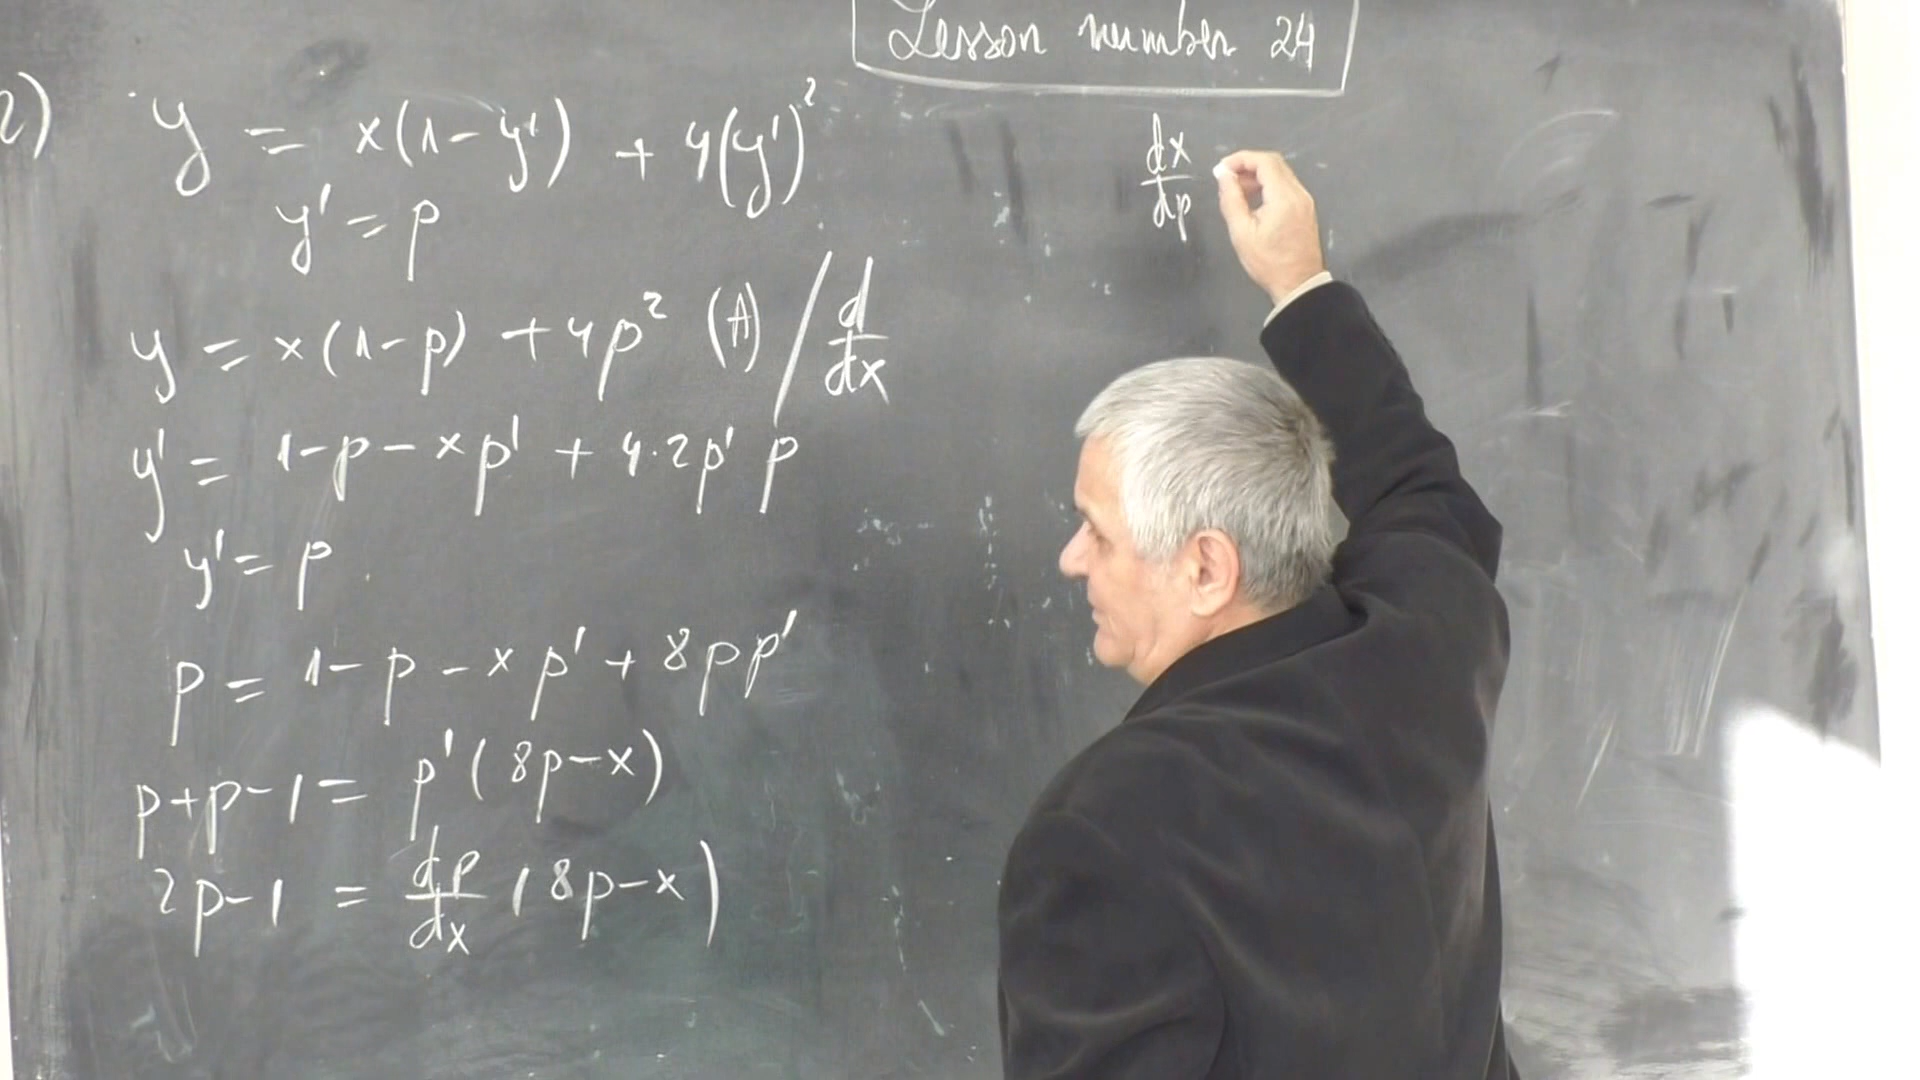 Lesson number 24
2) y = x(1-y') + 4(y')²
y' = p
y = x(1-p) + 4p² (A) / d/dx
y' = 1-p-xp' + 4·2p' p
y' = p
p = 1-p-xp' + 8pp'
p+p-1 = p'(8p-x)
2p-1 = dp/dx (8p-x)
dx/dp